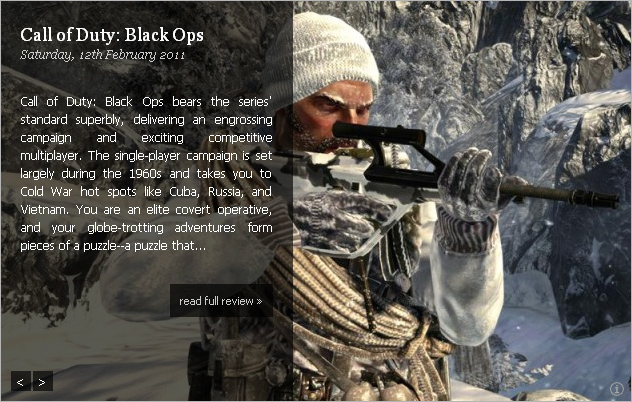 Call of Duty: Black Ops
Saturday, 12th February 2011
Call of Duty: Black Ops bears the series'
standard superbly, delivering an engrossing
campaign and exciting competitive
multiplayer. The single-player campaign is set
largely during the 1960s and takes you to
Cold War hot spots like Cuba, Russia, and
Vietnam. You are an elite covert operative,
and your globe-trotting adventures form
pieces of a puzzle--a puzzle that...
read full review »
< >